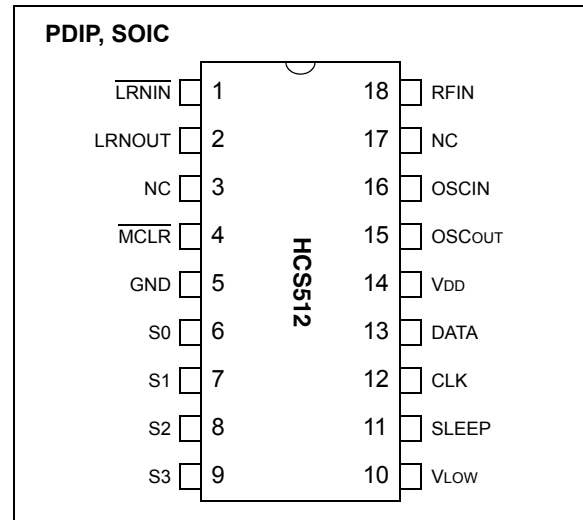 PDIP, SOIC
LRNIN 1 18 RFIN
LRNOUT 2 17 NC
NC 3 16 OSCIN
MCLR 4 15 OSCOUT
GND 5 14 VDD
S0 6 13 DATA
S1 7 12 CLK
S2 8 11 SLEEP
S3 9 10 VLOW
HCS512